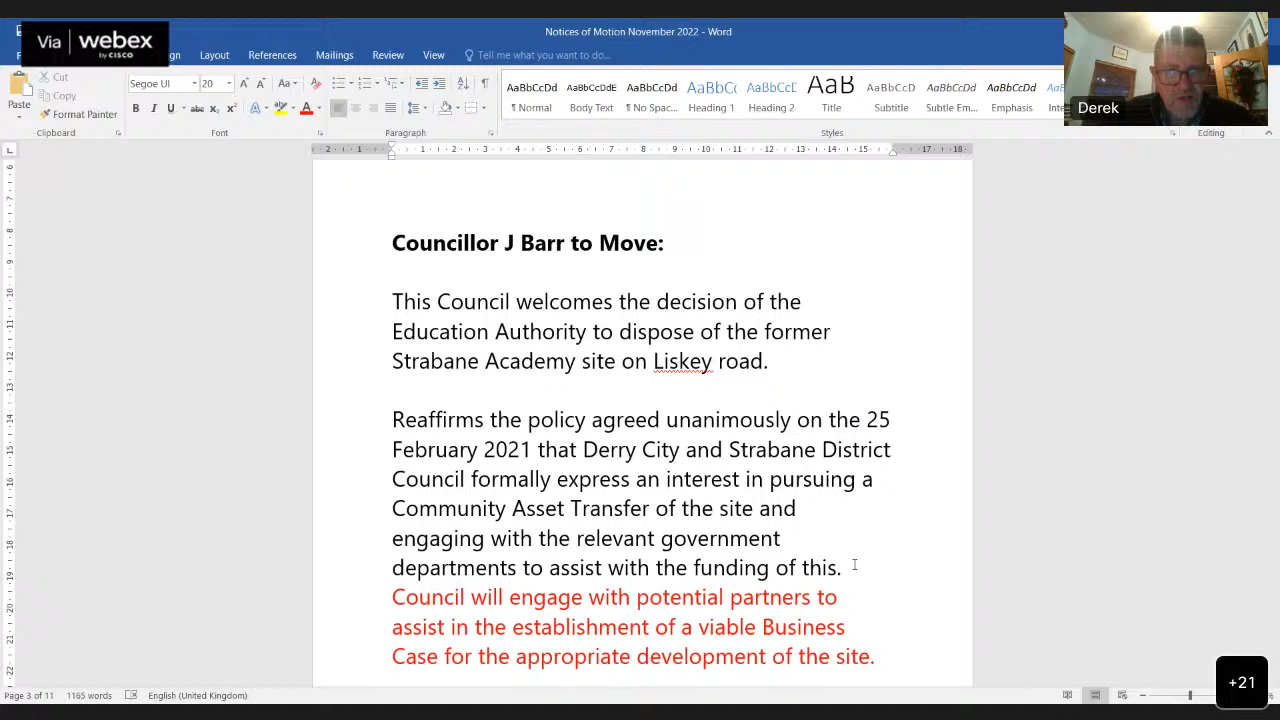 Via webex
by CISCO
Notices of Motion November 2022 - Word
Layout References Mailings Review View Tell me what you want to do...
Cut
Copy
Format Painter
Paste
Clipboard
Segoe UI 20
Font
Paragraph
AaBbCcDd AaBbCcDdE AaBbCcDd AaBbC AaBbCcC AaB AaBbCcD AaBbCcDd AaBbCcDd
¶ Normal Body Text ¶ No Spac... Heading 1 Heading 2 Title Subtitle Subtle Em... Emphasis
Styles
Editing
Derek
Councillor J Barr to Move:
This Council welcomes the decision of the
Education Authority to dispose of the former
Strabane Academy site on Liskey road.
Reaffirms the policy agreed unanimously on the 25
February 2021 that Derry City and Strabane District
Council formally express an interest in pursuing a
Community Asset Transfer of the site and
engaging with the relevant government
departments to assist with the funding of this.
Council will engage with potential partners to
assist in the establishment of a viable Business
Case for the appropriate development of the site.
Page 3 of 11 1165 words English (United Kingdom)
+21